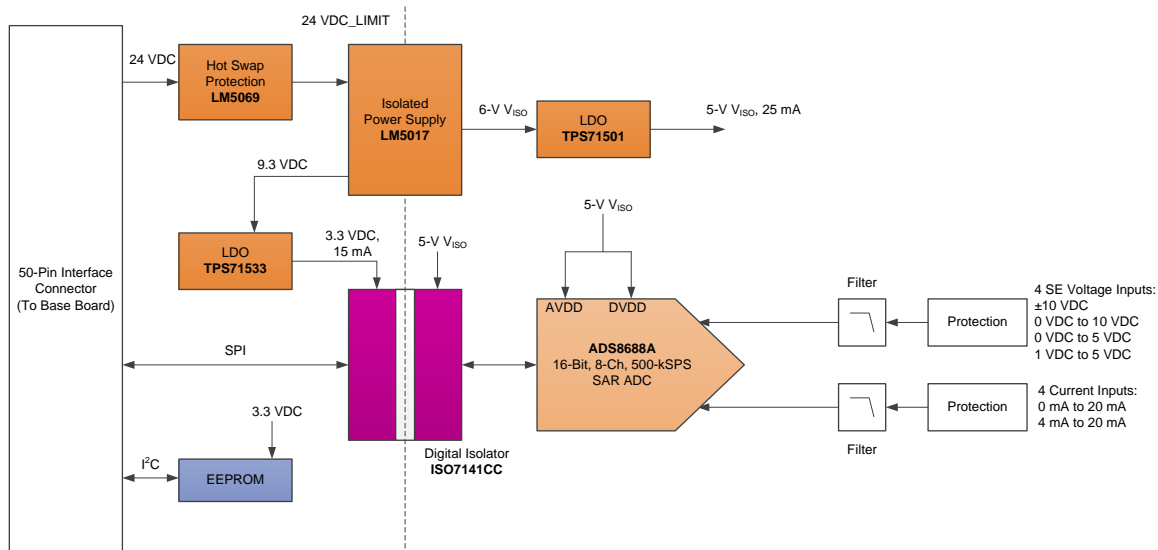 24 VDC_LIMIT
24 VDC
Hot Swap
Protection
LM5069
Isolated
Power Supply
LM5017
6-V VISO
LDO
TPS71501
5-V VISO, 25 mA
9.3 VDC
LDO
TPS71533
3.3 VDC,
15 mA
5-V VISO
5-V VISO
50-Pin Interface
Connector
(To Base Board)
SPI
AVDD
DVDD
ADS8688A
16-Bit, 8-Ch, 500-kSPS
SAR ADC
Filter
Protection
4 SE Voltage Inputs:
±10 VDC
0 VDC to 10 VDC
0 VDC to 5 VDC
1 VDC to 5 VDC
Filter
Protection
4 Current Inputs:
0 mA to 20 mA
4 mA to 20 mA
3.3 VDC
I2C
EEPROM
Digital Isolator
ISO7141CC